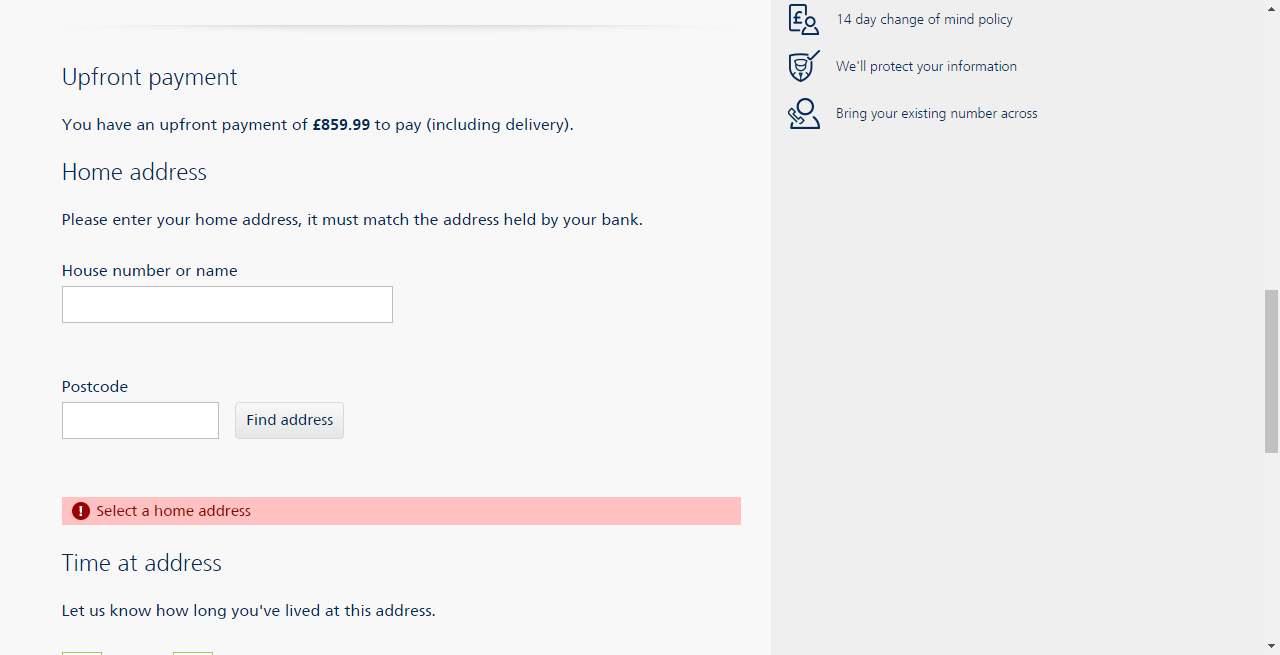 14 day change of mind policy
We'll protect your information
Bring your existing number across
Upfront payment
You have an upfront payment of £859.99 to pay (including delivery).
Home address
Please enter your home address, it must match the address held by your bank.
House number or name
Postcode
Find address
Select a home address
Time at address
Let us know how long you've lived at this address.